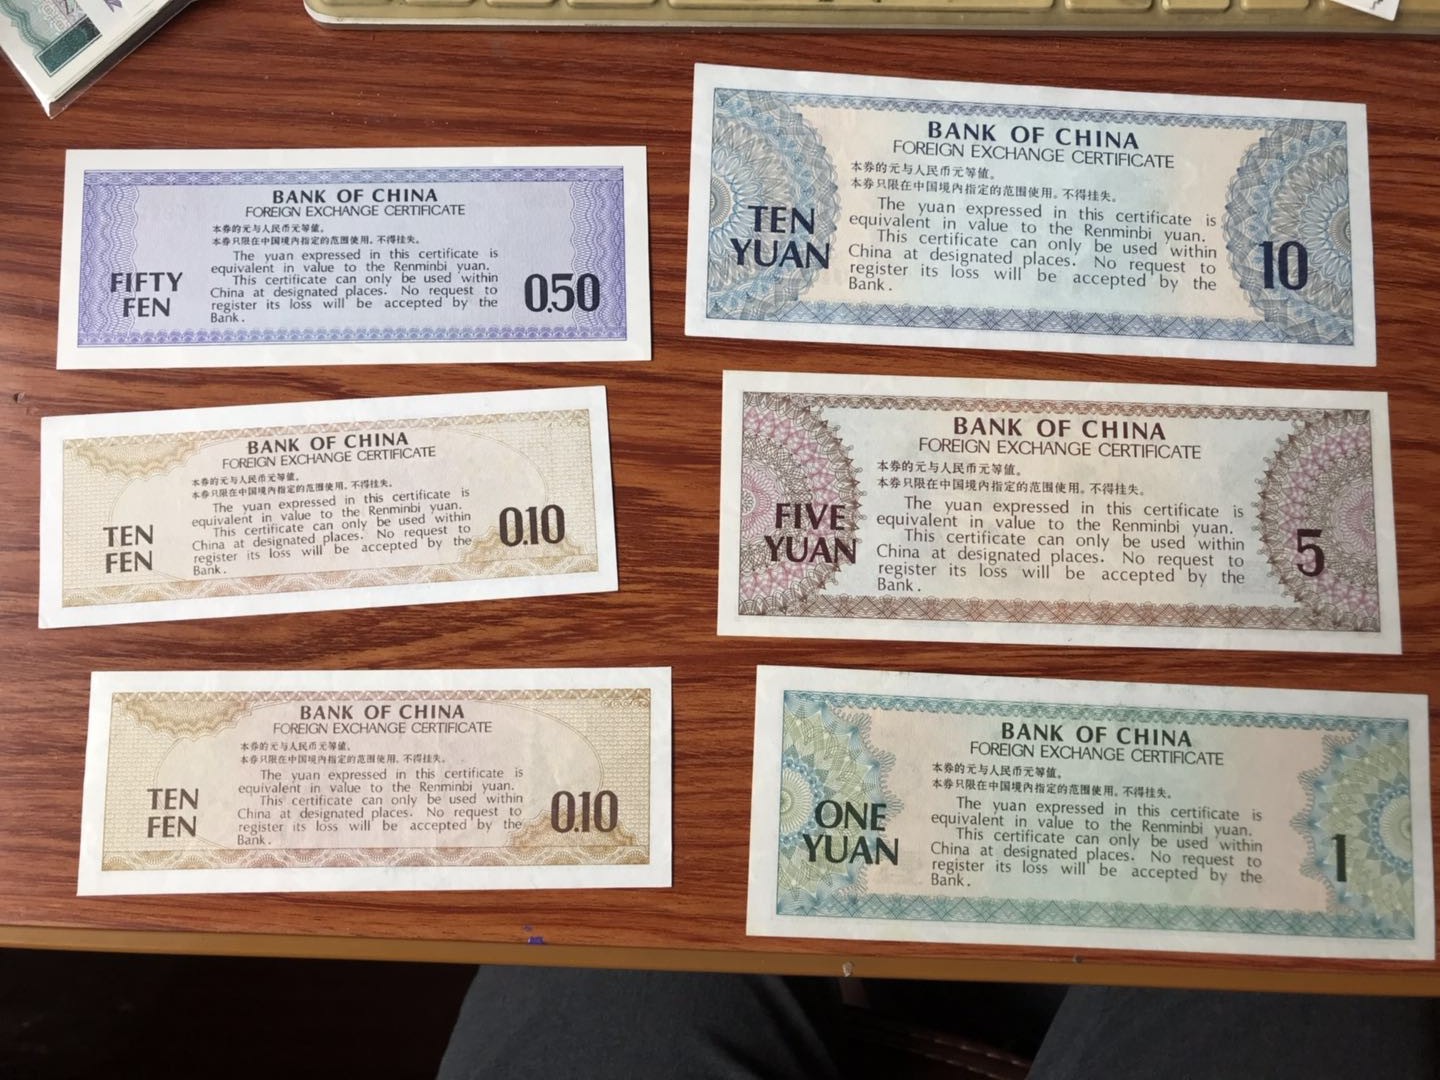 BANK OF CHINA
FOREIGN EXCHANGE CERTIFICATE
本券的元与人民币元等值。
本券只限在中国境内指定的范围使用，不得挂失。
The yuan expressed in this certificate is
equivalent in value to the Renminbi yuan.
This certificate can only be used within
China at designated places. No request to
register its loss will be accepted by the
Bank.
FIFTY
FEN
0.50
BANK OF CHINA
FOREIGN EXCHANGE CERTIFICATE
本券的元与人民币元等值。
本券只限在中国境内指定的范围使用，不得挂失。
The yuan expressed in this certificate is
equivalent in value to the Renminbi yuan.
This certificate can only be used within
China at designated places. No request to
register its loss will be accepted by the
Bank.
TEN
FEN
0.10
BANK OF CHINA
FOREIGN EXCHANGE CERTIFICATE
本券的元与人民币元等值。
本券只限在中国境内指定的范围使用，不得挂失。
The yuan expressed in this certificate is
equivalent in value to the Renminbi yuan.
This certificate can only be used within
China at designated places. No request to
register its loss will be accepted by the
Bank.
TEN
FEN
0.10
BANK OF CHINA
FOREIGN EXCHANGE CERTIFICATE
本券的元与人民币元等值。
本券只限在中国境内指定的范围使用，不得挂失。
The yuan expressed in this certificate is
equivalent in value to the Renminbi yuan.
This certificate can only be used within
China at designated places. No request to
register its loss will be accepted by the
Bank.
TEN
YUAN
10
BANK OF CHINA
FOREIGN EXCHANGE CERTIFICATE
本券的元与人民币元等值。
本券只限在中国境内指定的范围使用，不得挂失。
The yuan expressed in this certificate is
equivalent in value to the Renminbi yuan.
This certificate can only be used within
China at designated places. No request to
register its loss will be accepted by the
Bank.
FIVE
YUAN
5
BANK OF CHINA
FOREIGN EXCHANGE CERTIFICATE
本券的元与人民币元等值。
本券只限在中国境内指定的范围使用，不得挂失。
The yuan expressed in this certificate is
equivalent in value to the Renminbi yuan.
This certificate can only be used within
China at designated places. No request to
register its loss will be accepted by the
Bank.
ONE
YUAN
1